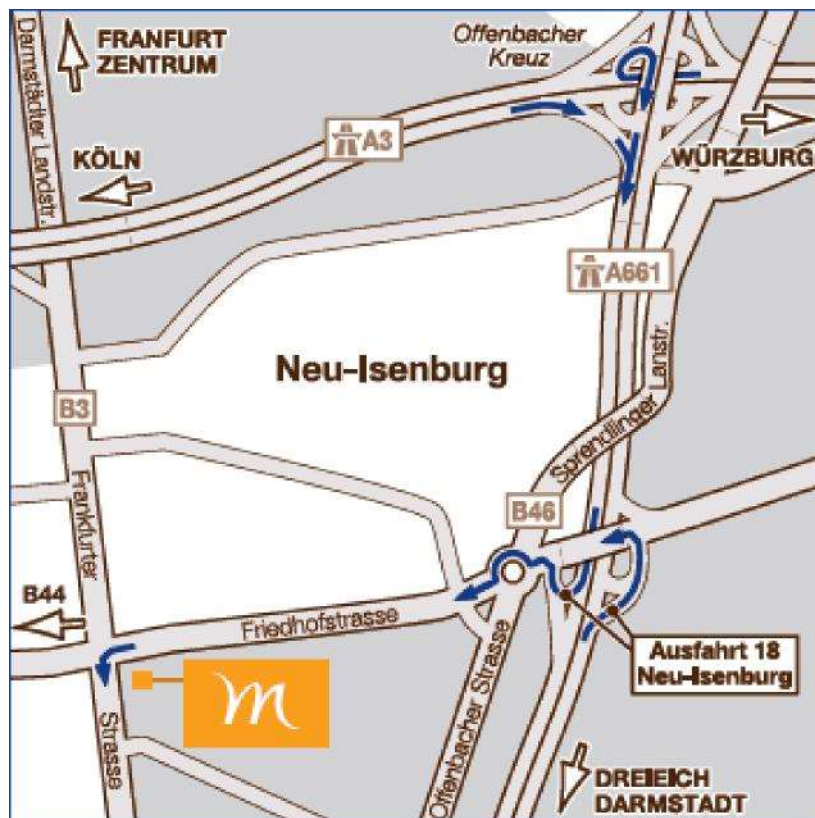 FRANFURT
ZENTRUM
Offenbacher
Kreuz
Darmstädter Landstr.
A3
KÖLN
WÜRZBURG
A661
Neu-Isenburg
Sprendlinger Lanstr.
B3
B46
Frankfurter
B44
Friedhofstrasse
Ausfahrt 18
Neu-Isenburg
m
Strasse
Offenbacher Strasse
DREIEICH
DARMSTADT